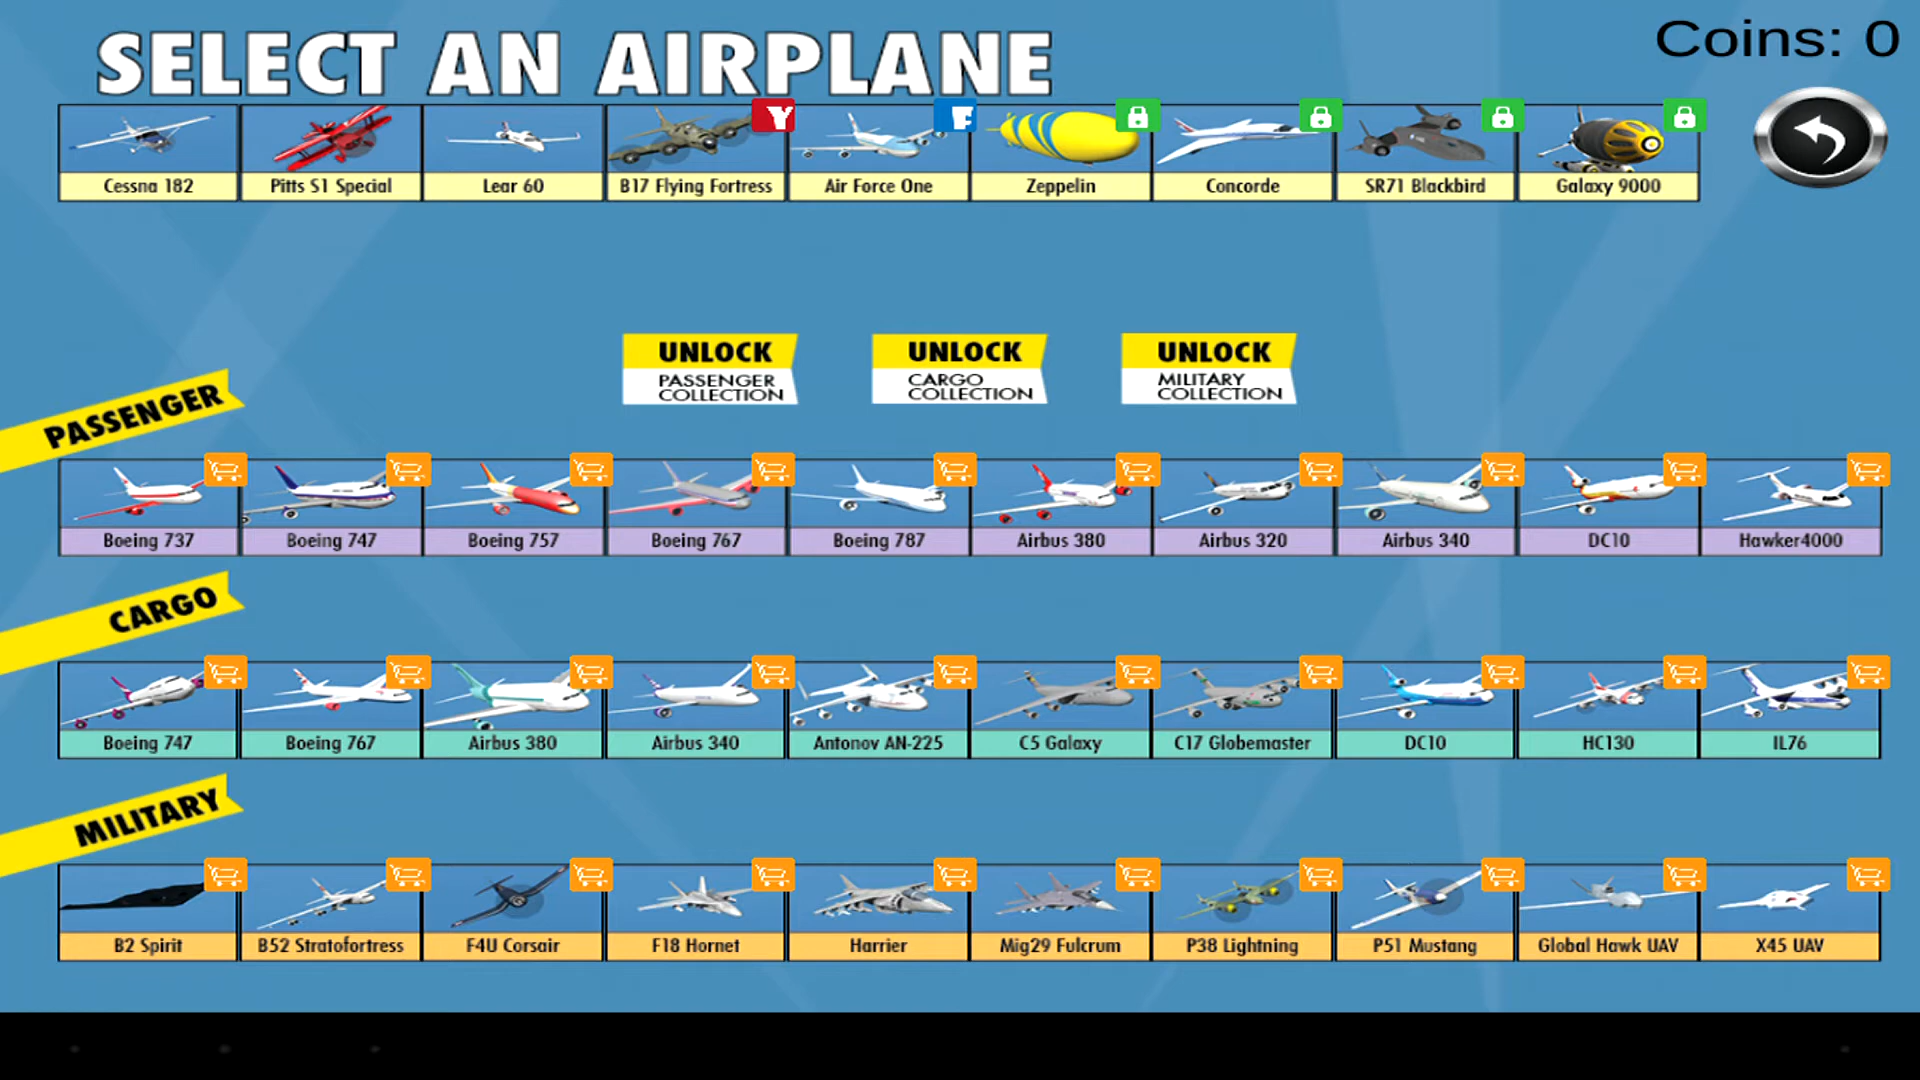 SELECT AN AIRPLANE
Coins: 0
Y
F
Cessna 182
Pitts S1 Special
Lear 60
B17 Flying Fortress
Air Force One
Zeppelin
Concorde
SR71 Blackbird
Galaxy 9000
UNLOCK
PASSENGER
COLLECTION
UNLOCK
CARGO
COLLECTION
UNLOCK
MILITARY
COLLECTION
PASSENGER
Boeing 737
Boeing 747
Boeing 757
Boeing 767
Boeing 787
Airbus 380
Airbus 320
Airbus 340
DC10
Hawker4000
CARGO
Boeing 747
Boeing 767
Airbus 380
Airbus 340
Antonov AN-225
C5 Galaxy
C17 Globemaster
DC10
HC130
IL76
MILITARY
B2 Spirit
B52 Stratofortress
F4U Corsair
F18 Hornet
Harrier
Mig29 Fulcrum
P38 Lightning
P51 Mustang
Global Hawk UAV
X45 UAV